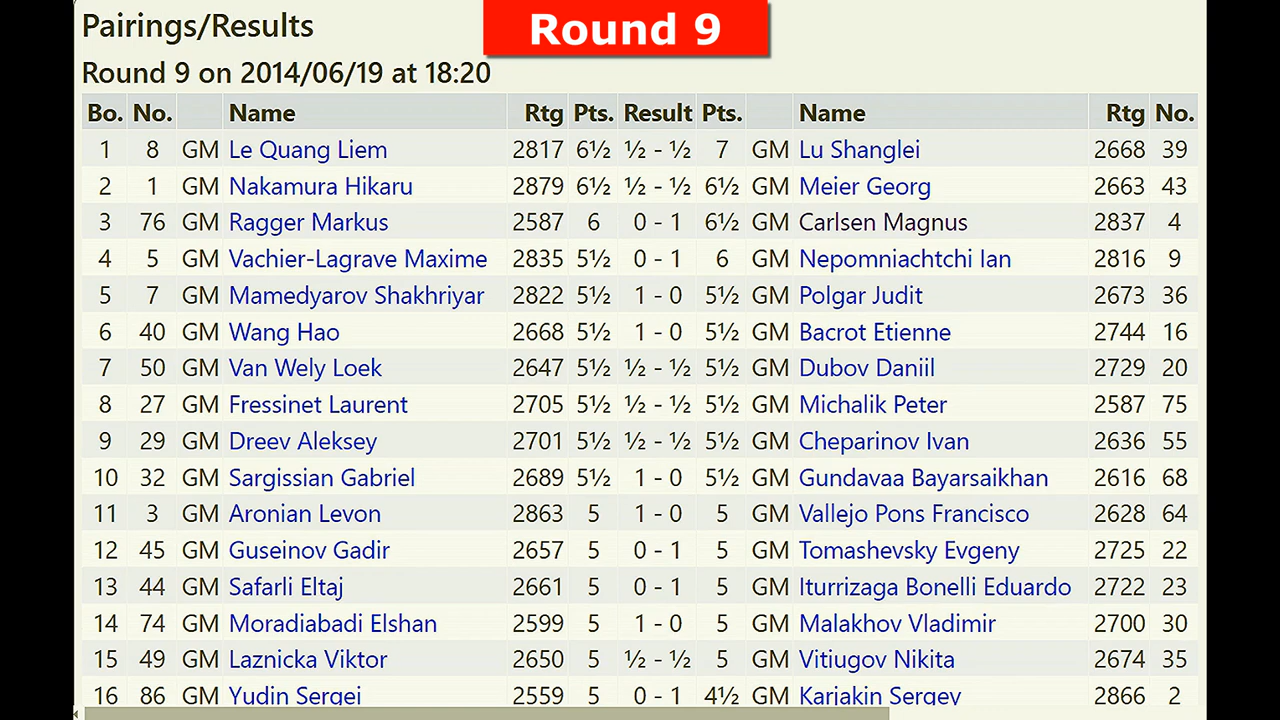 Pairings/Results
Round 9
Round 9 on 2014/06/19 at 18:20
Bo. No. Name Rtg Pts. Result Pts. Name Rtg No.
1 8 GM Le Quang Liem 2817 6½ ½ - ½ 7 GM Lu Shanglei 2668 39
2 1 GM Nakamura Hikaru 2879 6½ ½ - ½ 6½ GM Meier Georg 2663 43
3 76 GM Ragger Markus 2587 6 0 - 1 6½ GM Carlsen Magnus 2837 4
4 5 GM Vachier-Lagrave Maxime 2835 5½ 0 - 1 6 GM Nepomniachtchi Ian 2816 9
5 7 GM Mamedyarov Shakhriyar 2822 5½ 1 - 0 5½ GM Polgar Judit 2673 36
6 40 GM Wang Hao 2668 5½ 1 - 0 5½ GM Bacrot Etienne 2744 16
7 50 GM Van Wely Loek 2647 5½ ½ - ½ 5½ GM Dubov Daniil 2729 20
8 27 GM Fressinet Laurent 2705 5½ ½ - ½ 5½ GM Michalik Peter 2587 75
9 29 GM Dreev Aleksey 2701 5½ ½ - ½ 5½ GM Cheparinov Ivan 2636 55
10 32 GM Sargissian Gabriel 2689 5½ 1 - 0 5½ GM Gundavaa Bayarsaikhan 2616 68
11 3 GM Aronian Levon 2863 5 1 - 0 5 GM Vallejo Pons Francisco 2628 64
12 45 GM Guseinov Gadir 2657 5 0 - 1 5 GM Tomashevsky Evgeny 2725 22
13 44 GM Safarli Eltaj 2661 5 0 - 1 5 GM Iturrizaga Bonelli Eduardo 2722 23
14 74 GM Moradiabadi Elshan 2599 5 1 - 0 5 GM Malakhov Vladimir 2700 30
15 49 GM Laznicka Viktor 2650 5 ½ - ½ 5 GM Vitiugov Nikita 2674 35
16 86 GM Yudin Sergei 2559 5 0 - 1 4½ GM Karjakin Sergey 2866 2